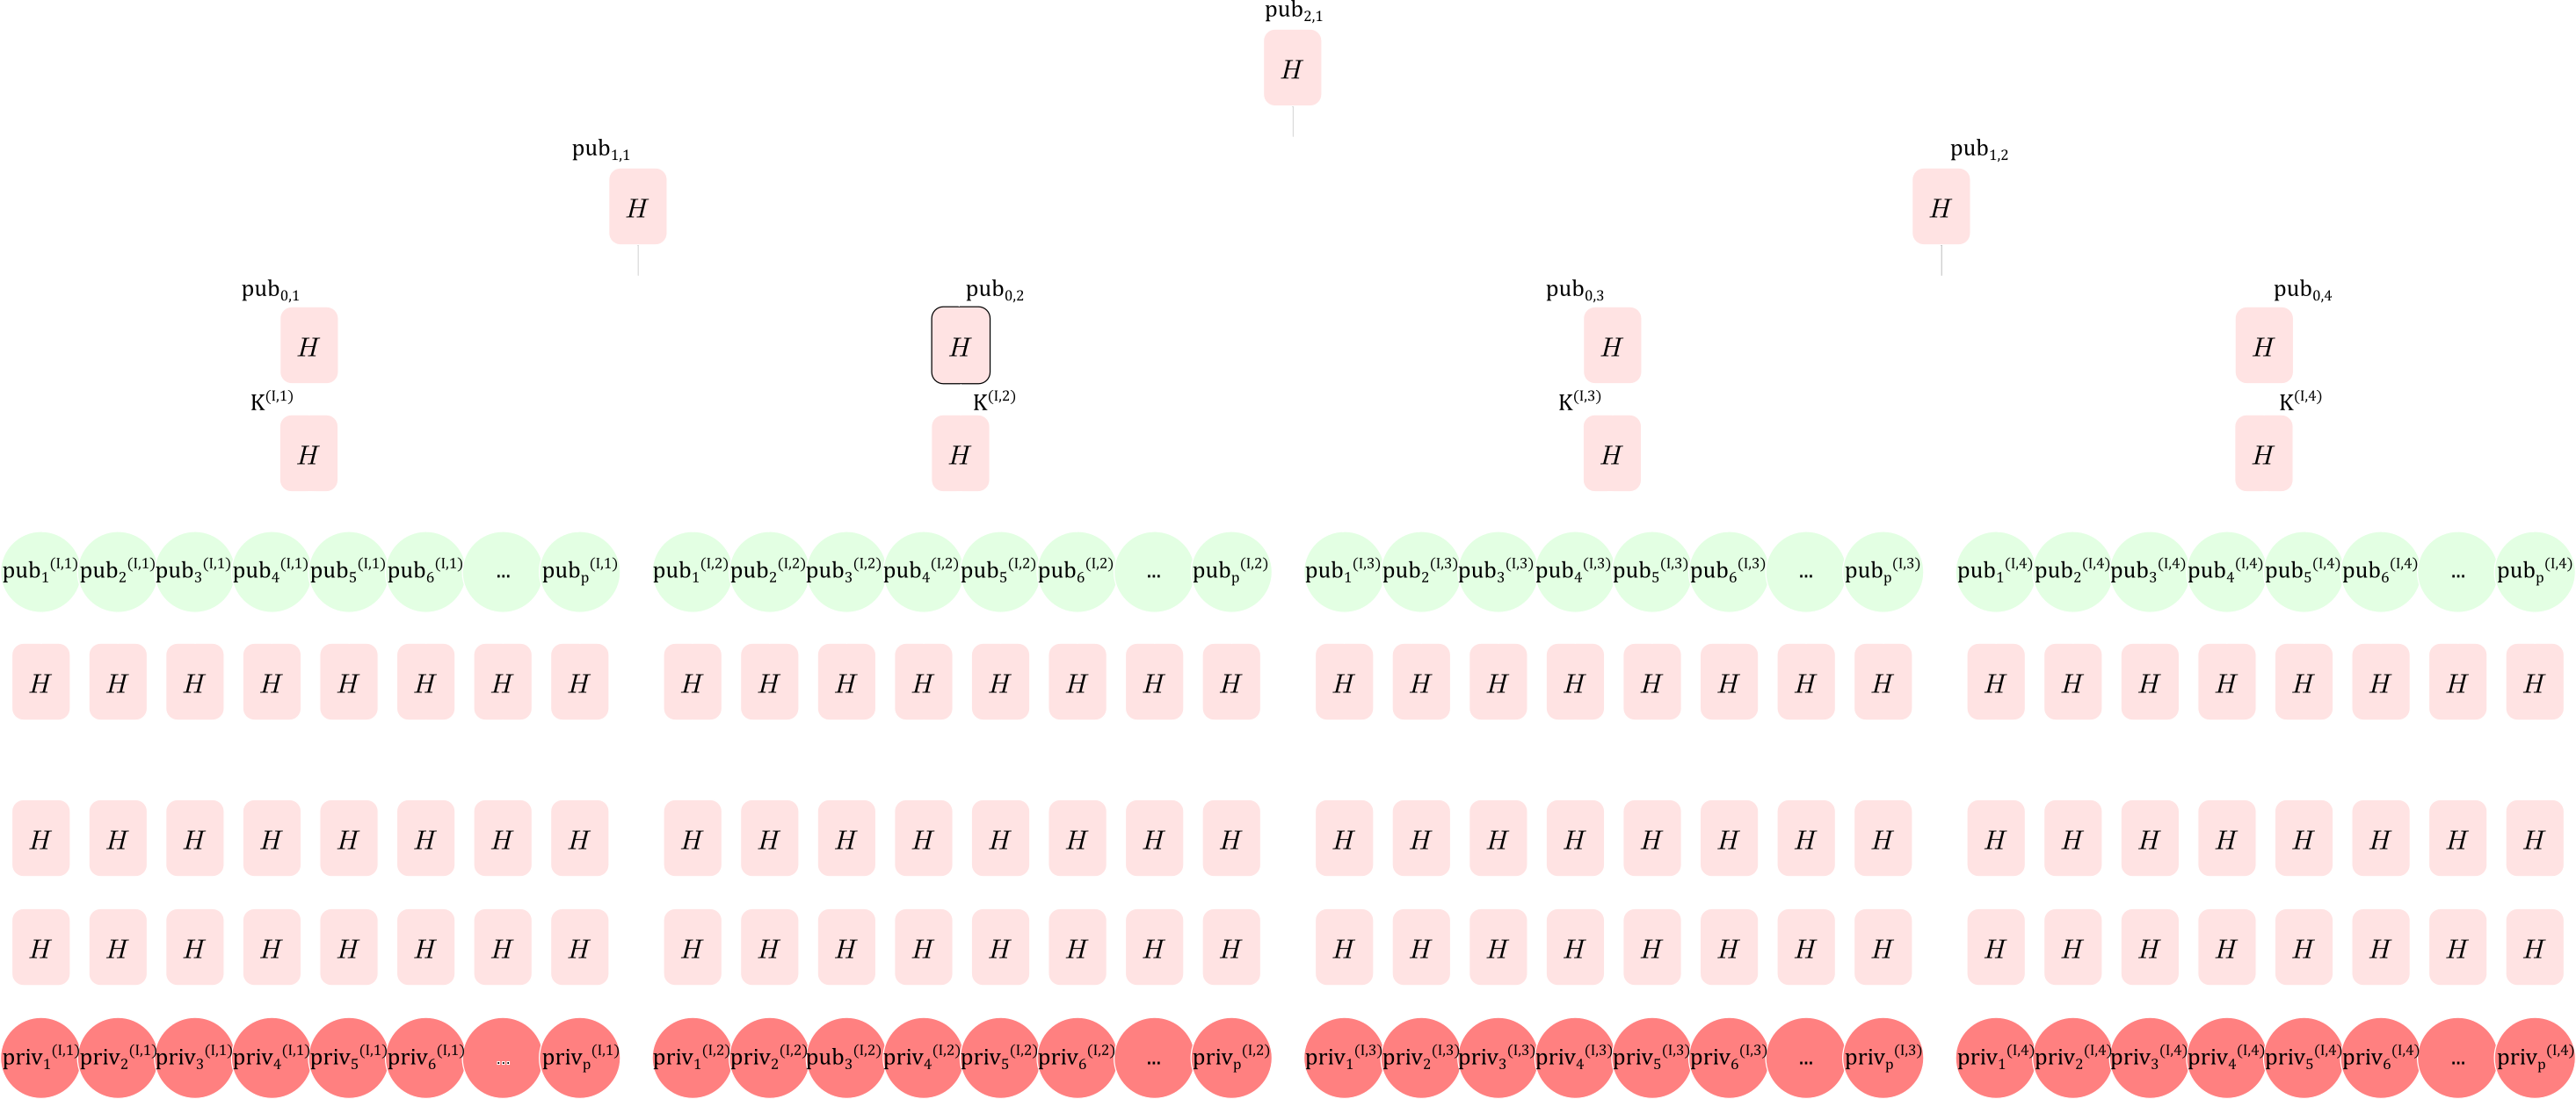 pub2,1
H
pub1,1 pub1,2
H H
pub0,1 pub0,2 pub0,3 pub0,4
H H H H
K(I,1) K(I,2) K(I,3) K(I,4)
H H H H
pub1(I,1) pub2(I,1) pub3(I,1) pub4(I,1) pub5(I,1) pub6(I,1) ... pubp(I,1) pub1(I,2) pub2(I,2) pub3(I,2) pub4(I,2) pub5(I,2) pub6(I,2) ... pubp(I,2) pub1(I,3) pub2(I,3) pub3(I,3) pub4(I,3) pub5(I,3) pub6(I,3) ... pubp(I,3) pub1(I,4) pub2(I,4) pub3(I,4) pub4(I,4) pub5(I,4) pub6(I,4) ... pubp(I,4)
H H H H H H H H H H H H H H H H H H H H H H H H H H H H H H H H
H H H H H H H H H H H H H H H H H H H H H H H H H H H H H H H H
H H H H H H H H H H H H H H H H H H H H H H H H H H H H H H H H
priv1(I,1) priv2(I,1) priv3(I,1) priv4(I,1) priv5(I,1) priv6(I,1) ... privp(I,1) priv1(I,2) priv2(I,2) pub3(I,2) priv4(I,2) priv5(I,2) priv6(I,2) ... privp(I,2) priv1(I,3) priv2(I,3) priv3(I,3) priv4(I,3) priv5(I,3) priv6(I,3) ... privp(I,3) priv1(I,4) priv2(I,4) priv3(I,4) priv4(I,4) priv5(I,4) priv6(I,4) ... privp(I,4)